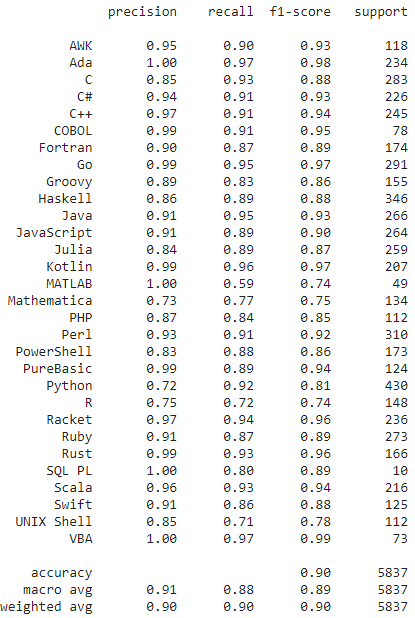 precision recall f1-score support
AWK 0.95 0.90 0.93 118
Ada 1.00 0.97 0.98 234
C 0.85 0.93 0.88 283
C# 0.94 0.91 0.93 226
C++ 0.97 0.91 0.94 245
COBOL 0.99 0.91 0.95 78
Fortran 0.90 0.87 0.89 174
Go 0.99 0.95 0.97 291
Groovy 0.89 0.83 0.86 155
Haskell 0.86 0.89 0.88 346
Java 0.91 0.95 0.93 266
JavaScript 0.91 0.89 0.90 264
Julia 0.84 0.89 0.87 259
Kotlin 0.99 0.96 0.97 207
MATLAB 1.00 0.59 0.74 49
Mathematica 0.73 0.77 0.75 134
PHP 0.87 0.84 0.85 112
Perl 0.93 0.91 0.92 310
PowerShell 0.83 0.88 0.86 173
PureBasic 0.99 0.89 0.94 124
Python 0.72 0.92 0.81 430
R 0.75 0.72 0.74 148
Racket 0.97 0.94 0.96 236
Ruby 0.91 0.87 0.89 273
Rust 0.99 0.93 0.96 166
SQL PL 1.00 0.80 0.89 10
Scala 0.96 0.93 0.94 216
Swift 0.91 0.86 0.88 125
UNIX Shell 0.85 0.71 0.78 112
VBA 1.00 0.97 0.99 73
accuracy 0.90 5837
macro avg 0.91 0.88 0.89 5837
weighted avg 0.90 0.90 0.90 5837